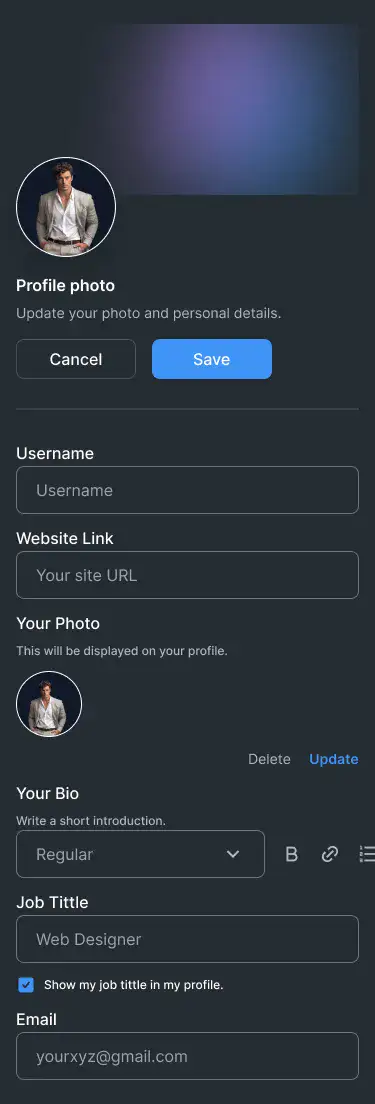 Profile photo
Update your photo and personal details.
Cancel Save
Username
Username
Website Link
Your site URL
Your Photo
This will be displayed on your profile.
Delete Update
Your Bio
Write a short introduction.
Regular B
Job Tittle
Web Designer
Show my job tittle in my profile.
Email
yourxyz@gmail.com